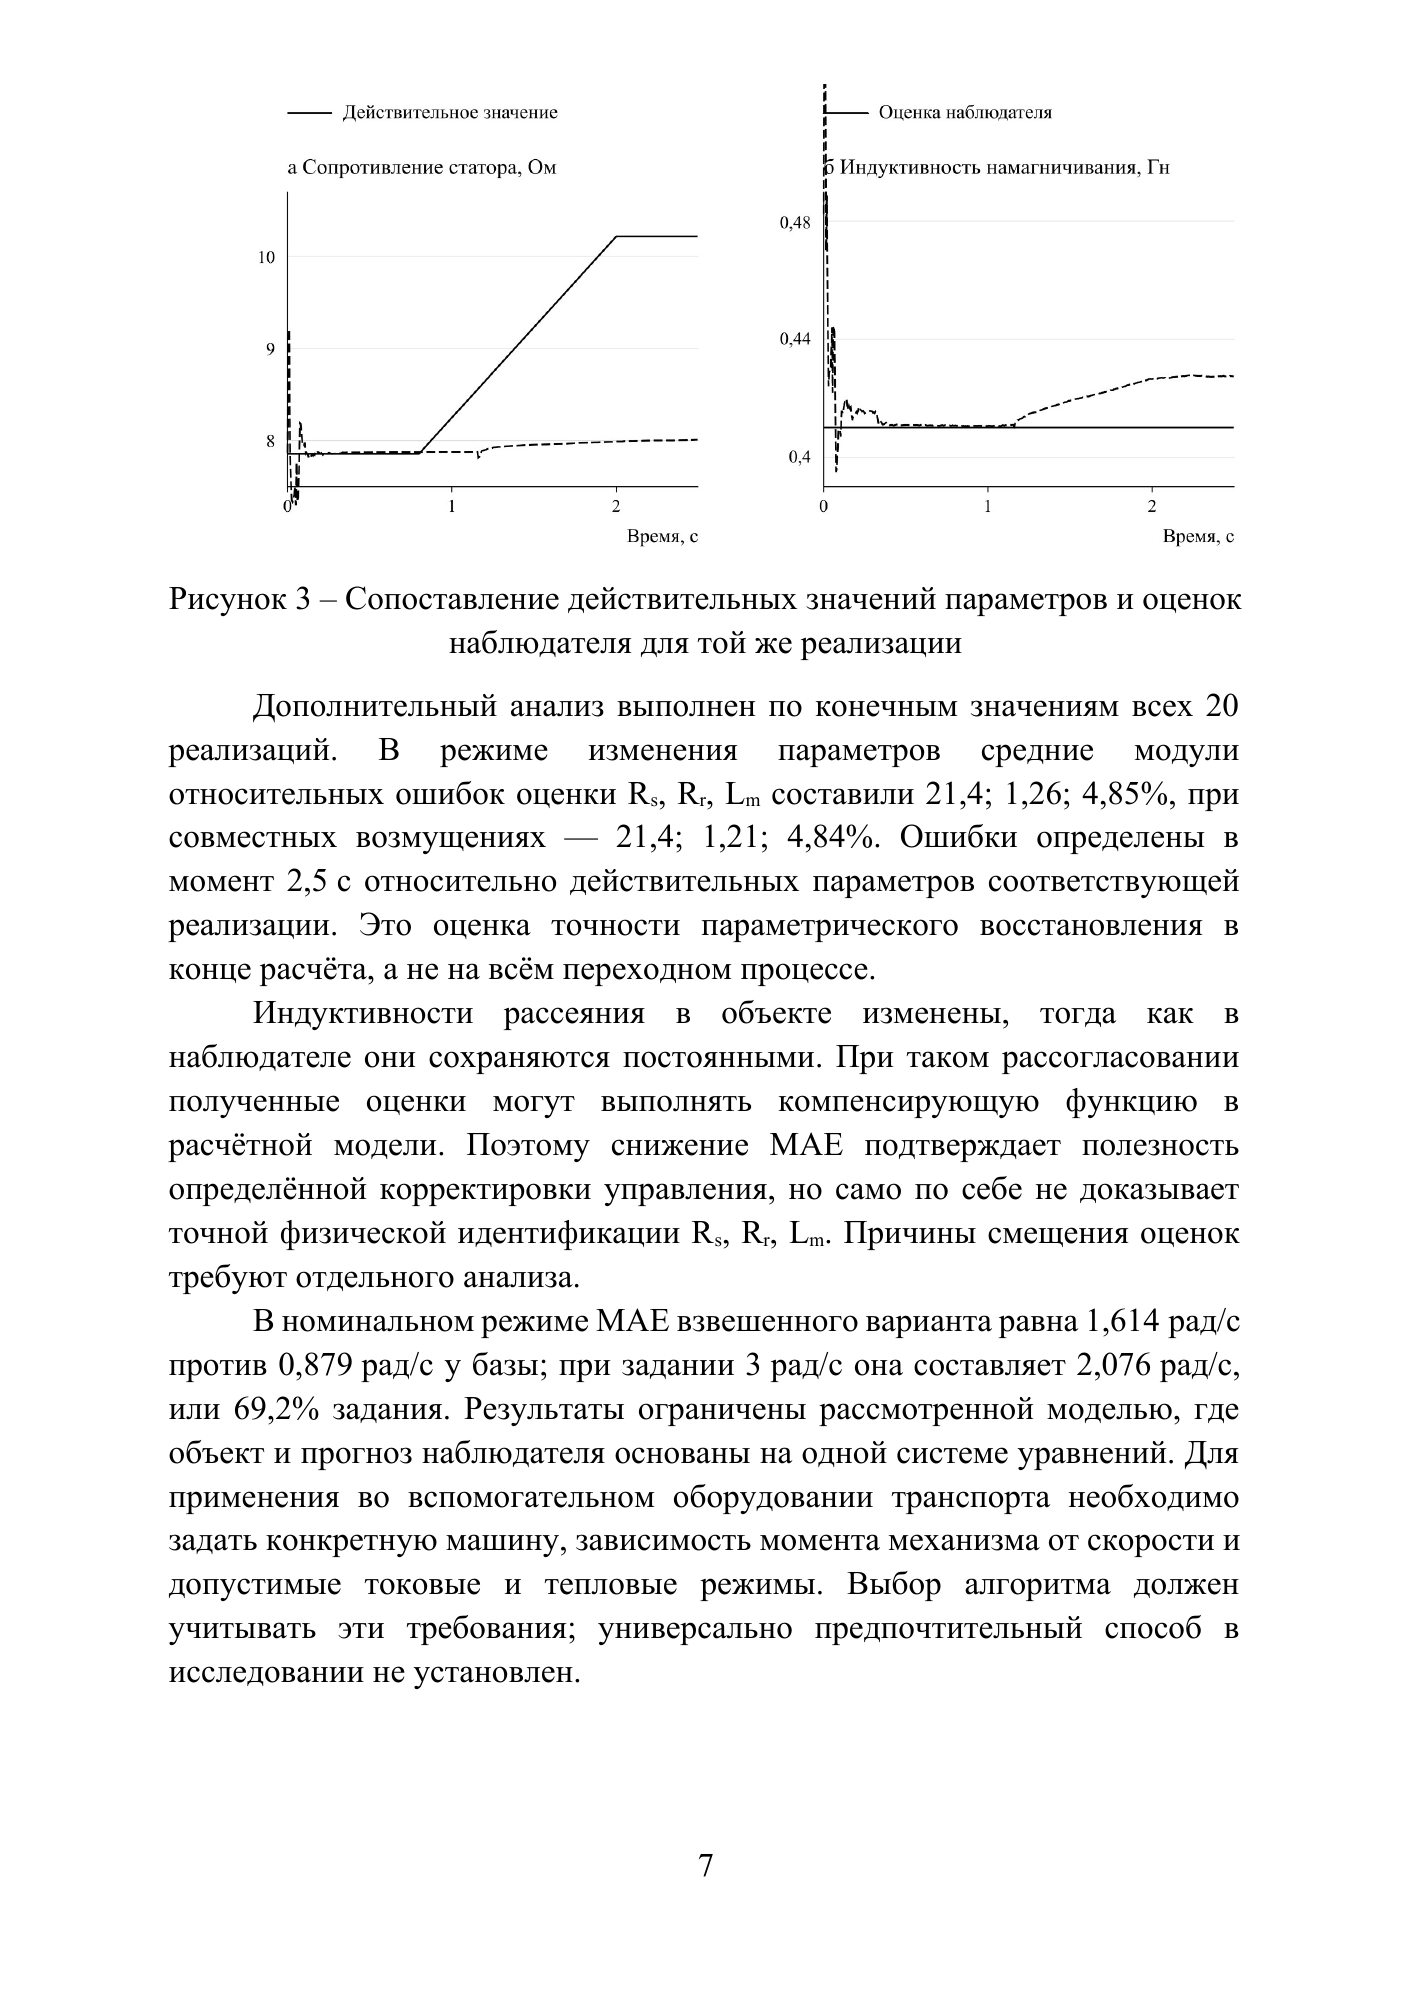 Действительное значение
Оценка наблюдателя
а Сопротивление статора, Ом
10
9
8
0
1
2
Время, с
б Индуктивность намагничивания, Гн
0,48
0,44
0,4
0
1
2
Время, с
Рисунок 3 – Сопоставление действительных значений параметров и оценок
наблюдателя для той же реализации
Дополнительный анализ выполнен по конечным значениям всех 20
реализаций. В режиме изменения параметров средние модули
относительных ошибок оценки Rs, Rr, Lm составили 21,4; 1,26; 4,85%, при
совместных возмущениях — 21,4; 1,21; 4,84%. Ошибки определены в
момент 2,5 с относительно действительных параметров соответствующей
реализации. Это оценка точности параметрического восстановления в
конце расчёта, а не на всём переходном процессе.
Индуктивности рассеяния в объекте изменены, тогда как в
наблюдателе они сохраняются постоянными. При таком рассогласовании
полученные оценки могут выполнять компенсирующую функцию в
расчётной модели. Поэтому снижение MAE подтверждает полезность
определённой корректировки управления, но само по себе не доказывает
точной физической идентификации Rs, Rr, Lm. Причины смещения оценок
требуют отдельного анализа.
В номинальном режиме MAE взвешенного варианта равна 1,614 рад/с
против 0,879 рад/с у базы; при задании 3 рад/с она составляет 2,076 рад/с,
или 69,2% задания. Результаты ограничены рассмотренной моделью, где
объект и прогноз наблюдателя основаны на одной системе уравнений. Для
применения во вспомогательном оборудовании транспорта необходимо
задать конкретную машину, зависимость момента механизма от скорости и
допустимые токовые и тепловые режимы. Выбор алгоритма должен
учитывать эти требования; универсально предпочтительный способ в
исследовании не установлен.
7